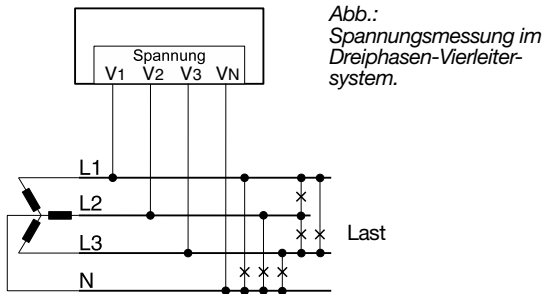 Abb.:
Spannungsmessung im
Dreiphasen-Vierleiter-
system.
Spannung
V1 V2 V3 VN
L1
L2
Last
L3
N